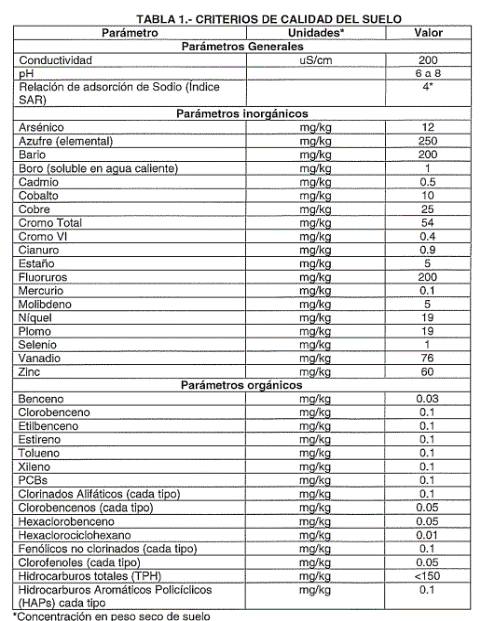 TABLA 1.- CRITERIOS DE CALIDAD DEL SUELO
Parámetro Unidades* Valor
Parámetros Generales
Conductividad uS/cm 200
pH 6 a 8
Relación de adsorción de Sodio (Índice 4*
SAR)
Parámetros inorgánicos
Arsénico mg/kg 12
Azufre (elemental) mg/kg 250
Bario mg/kg 200
Boro (soluble en agua caliente) mg/kg 1
Cadmio mg/kg 0.5
Cobalto mg/kg 10
Cobre mg/kg 25
Cromo Total mg/kg 54
Cromo VI mg/kg 0.4
Cianuro mg/kg 0.9
Estaño mg/kg 5
Fluoruros mg/kg 200
Mercurio mg/kg 0.1
Molibdeno mg/kg 5
Níquel mg/kg 19
Plomo mg/kg 19
Selenio mg/kg 1
Vanadio mg/kg 76
Zinc mg/kg 60
Parámetros orgánicos
Benceno mg/kg 0.03
Clorobenceno mg/kg 0.1
Etilbenceno mg/kg 0.1
Estireno mg/kg 0.1
Tolueno mg/kg 0.1
Xileno mg/kg 0.1
PCBs mg/kg 0.1
Clorinados Alifáticos (cada tipo) mg/kg 0.1
Clorobencenos (cada tipo) mg/kg 0.05
Hexaclorobenceno mg/kg 0.05
Hexaclorociclohexano mg/kg 0.01
Fenólicos no clorinados (cada tipo) mg/kg 0.1
Clorofenoles (cada tipo) mg/kg 0.05
Hidrocarburos totales (TPH) mg/kg <150
Hidrocarburos Aromáticos Policíclicos mg/kg 0.1
(HAPs) cada tipo
*Concentración en peso seco de suelo